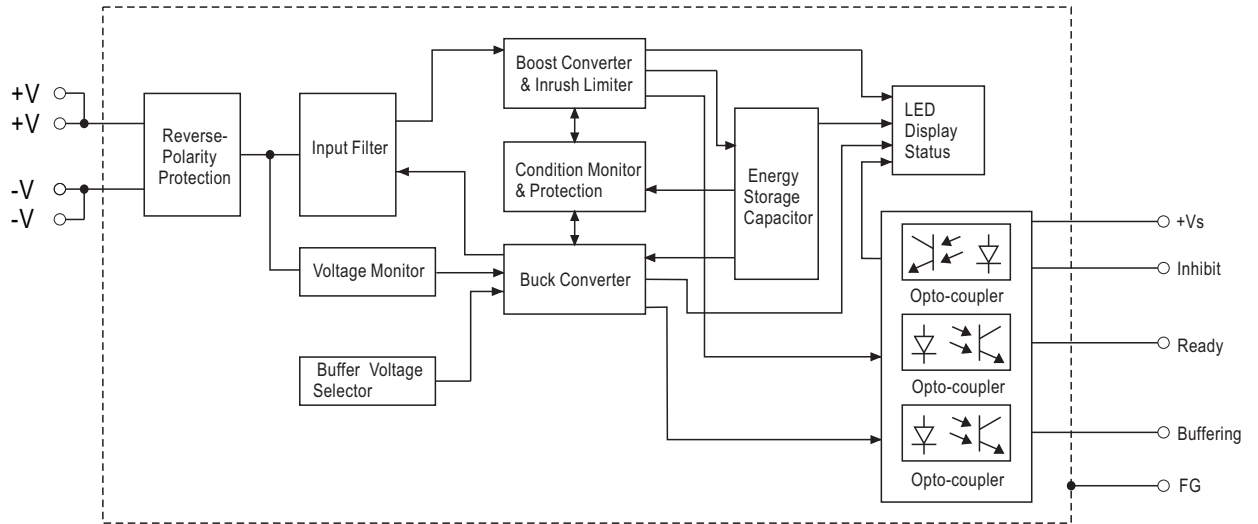 +V
+V
-V
-V
Reverse-
Polarity
Protection
Input Filter
Voltage Monitor
Buffer Voltage
Selector
Boost Converter
& Inrush Limiter
Condition Monitor
& Protection
Buck Converter
Energy
Storage
Capacitor
LED
Display
Status
Opto-coupler
Opto-coupler
Opto-coupler
+Vs
Inhibit
Ready
Buffering
FG